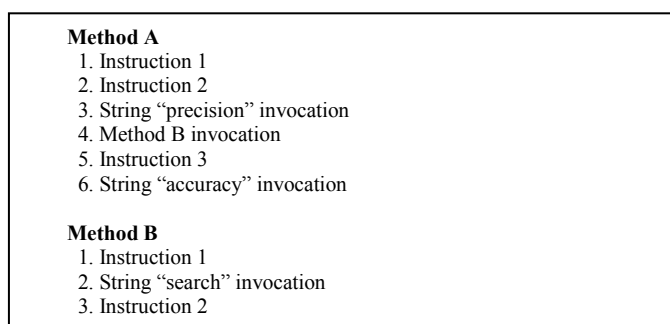 Method A
1. Instruction 1
2. Instruction 2
3. String “precision” invocation
4. Method B invocation
5. Instruction 3
6. String “accuracy” invocation
Method B
1. Instruction 1
2. String “search” invocation
3. Instruction 2